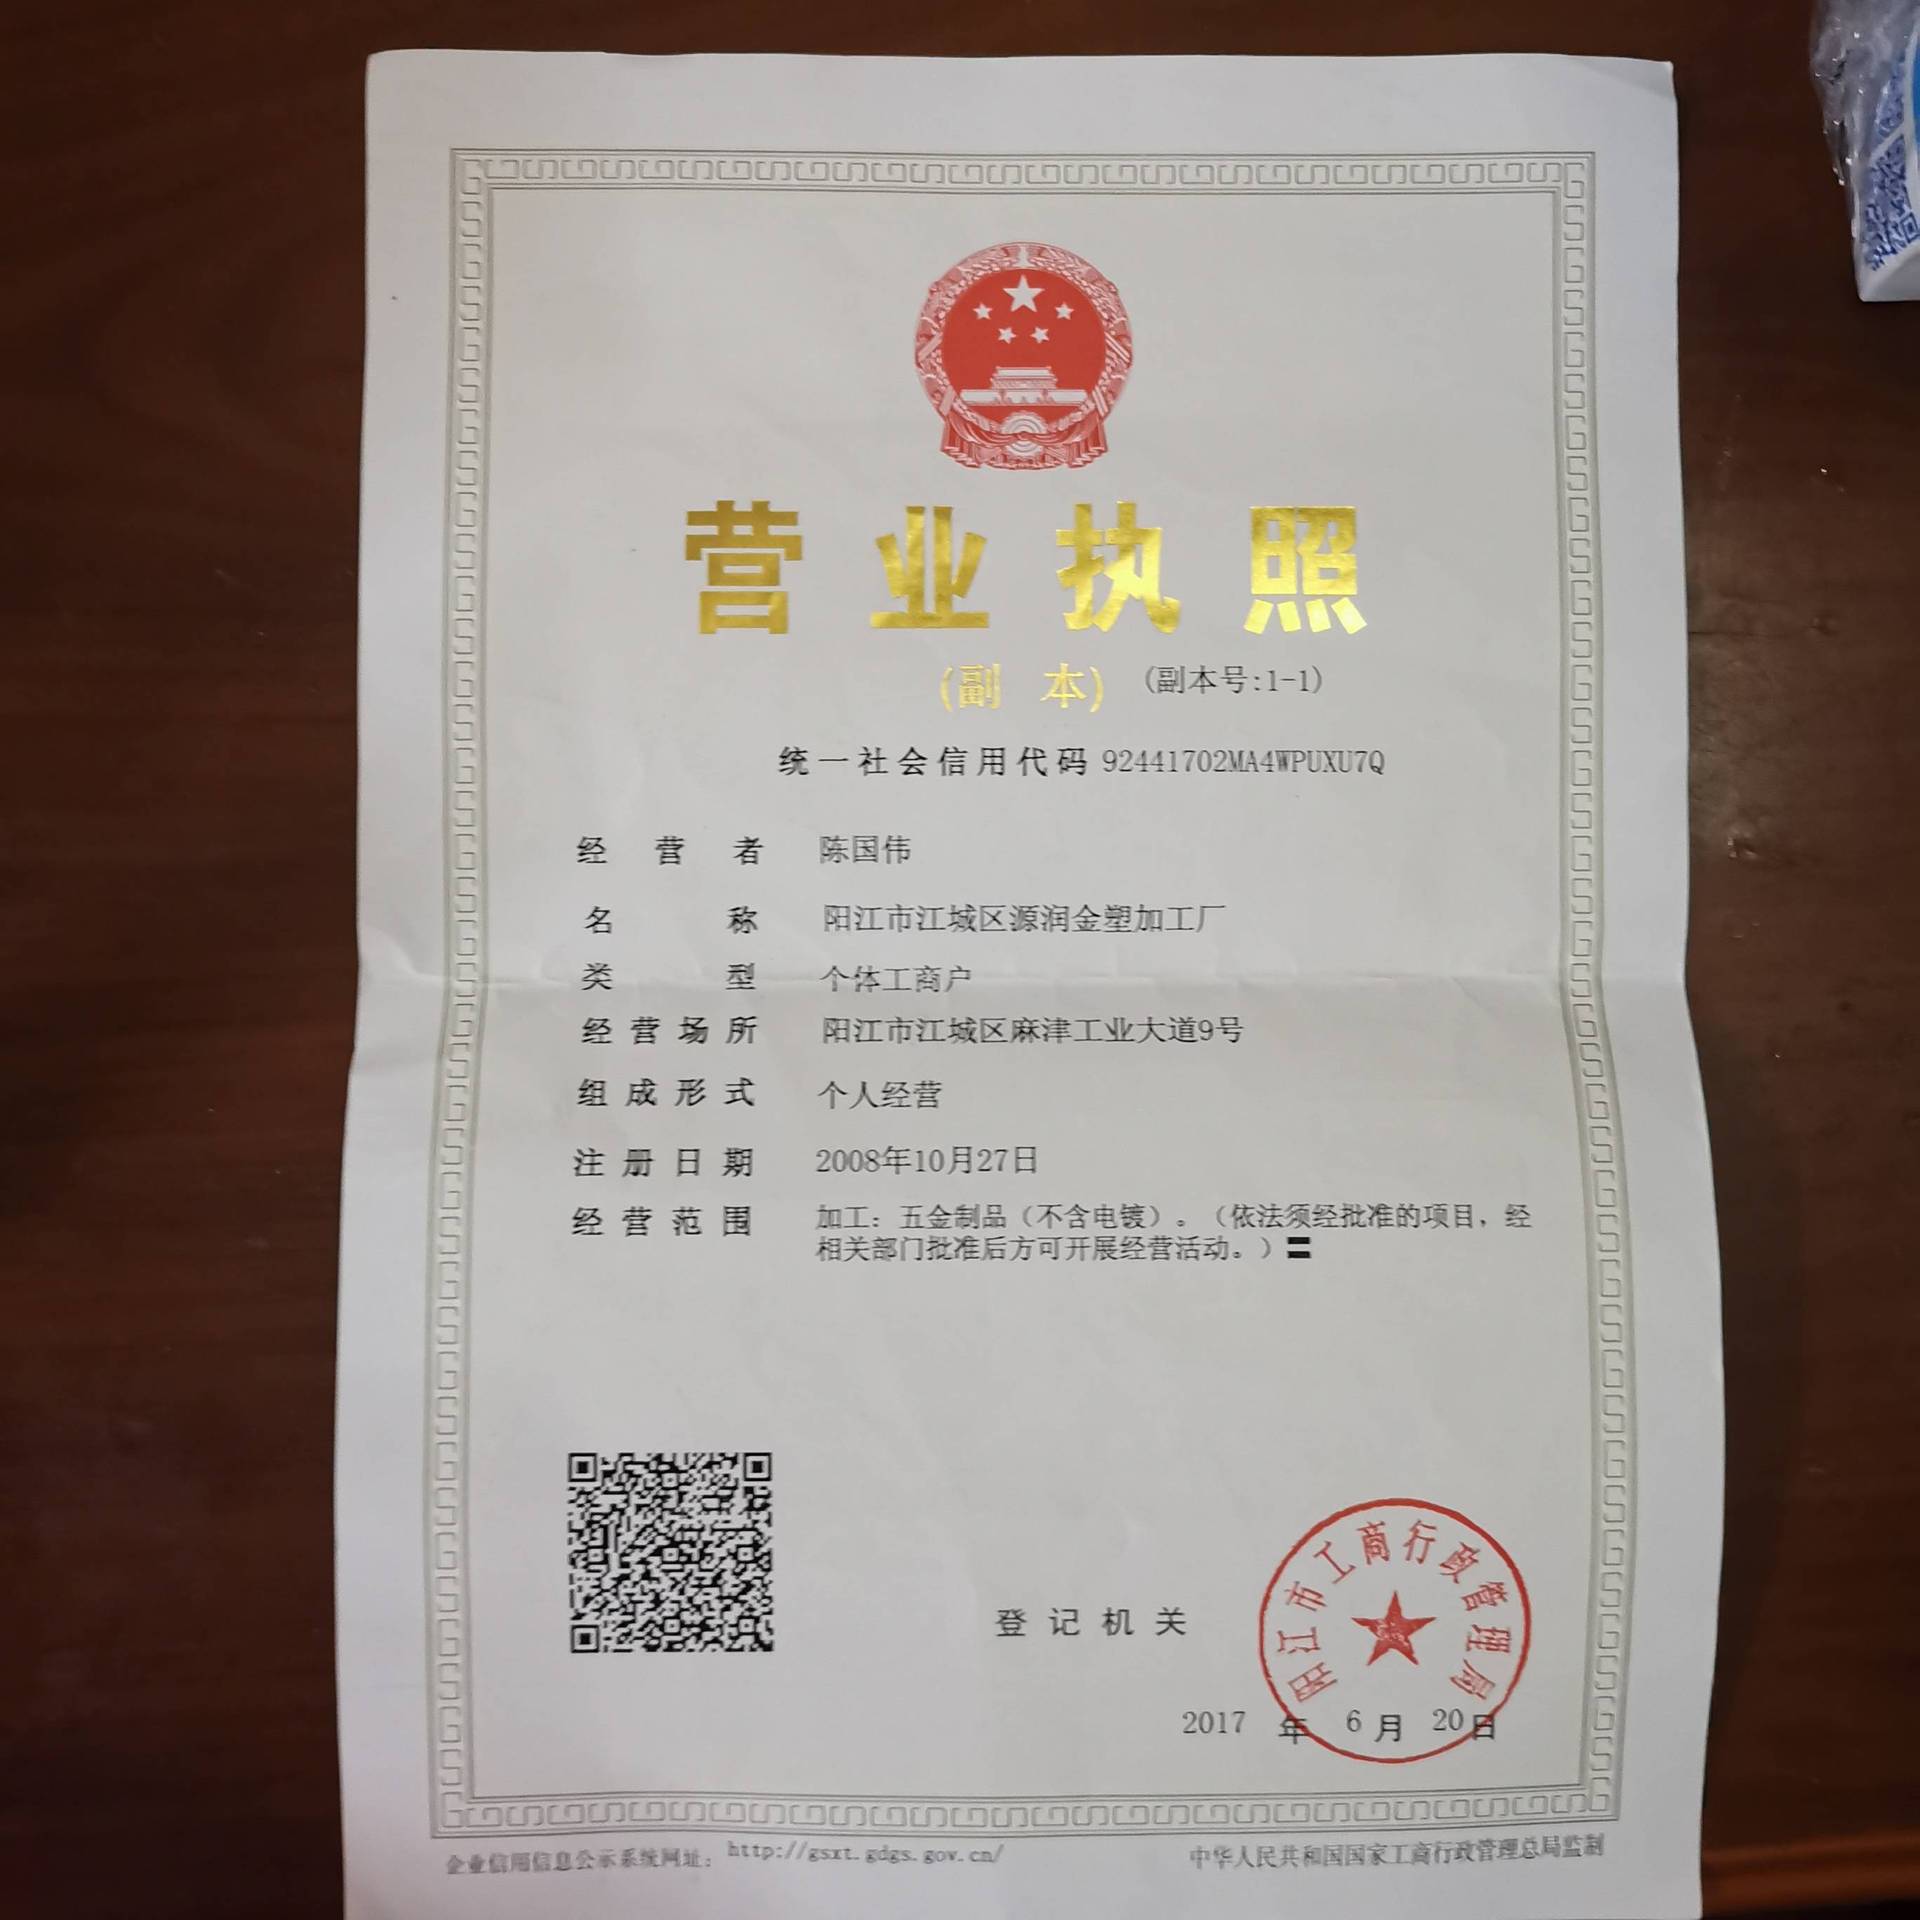 营业执照
(副 本) (副本号:1-1)
统一社会信用代码 92441702MA4WPUXU7Q
经营者 陈国伟
名称 阳江市江城区源润金塑加工厂
类型 个体工商户
经营场所 阳江市江城区麻津工业大道9号
组成形式 个人经营
注册日期 2008年10月27日
经营范围 加工：五金制品（不含电镀）。（依法须经批准的项目，经
相关部门批准后方可开展经营活动。）〓
登记机关
阳江市工商行政管理局
2017 年 6 月 20 日
企业信用信息公示系统网址： http://gsxt.gdgs.gov.cn/ 中华人民共和国国家工商行政管理总局监制